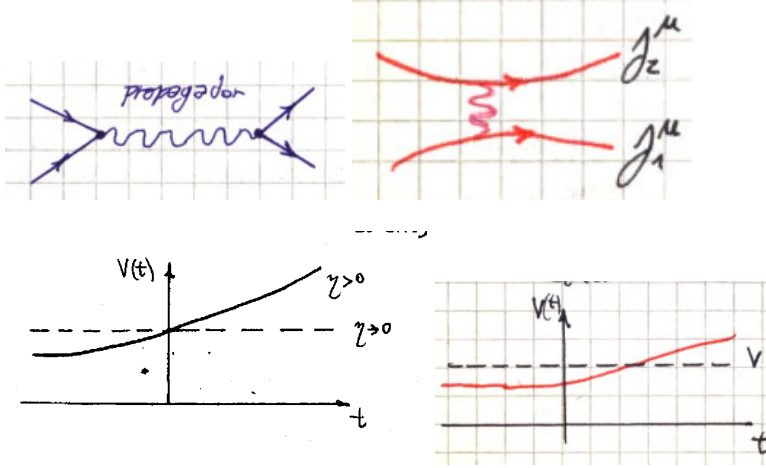 propagador
J₂^μ
J₁^μ
V(t)
η>0
η→0
t
V(t)
V
t